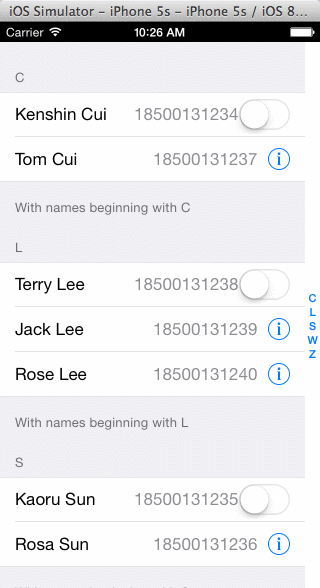 iOS Simulator - iPhone 5s - iPhone 5s / iOS 8...
Carrier 10:26 AM
C
Kenshin Cui 18500131234
Tom Cui 18500131237
With names beginning with C
L
Terry Lee 18500131238
Jack Lee 18500131239
Rose Lee 18500131240
With names beginning with L
S
Kaoru Sun 18500131235
Rosa Sun 18500131236
C
L
S
W
Z